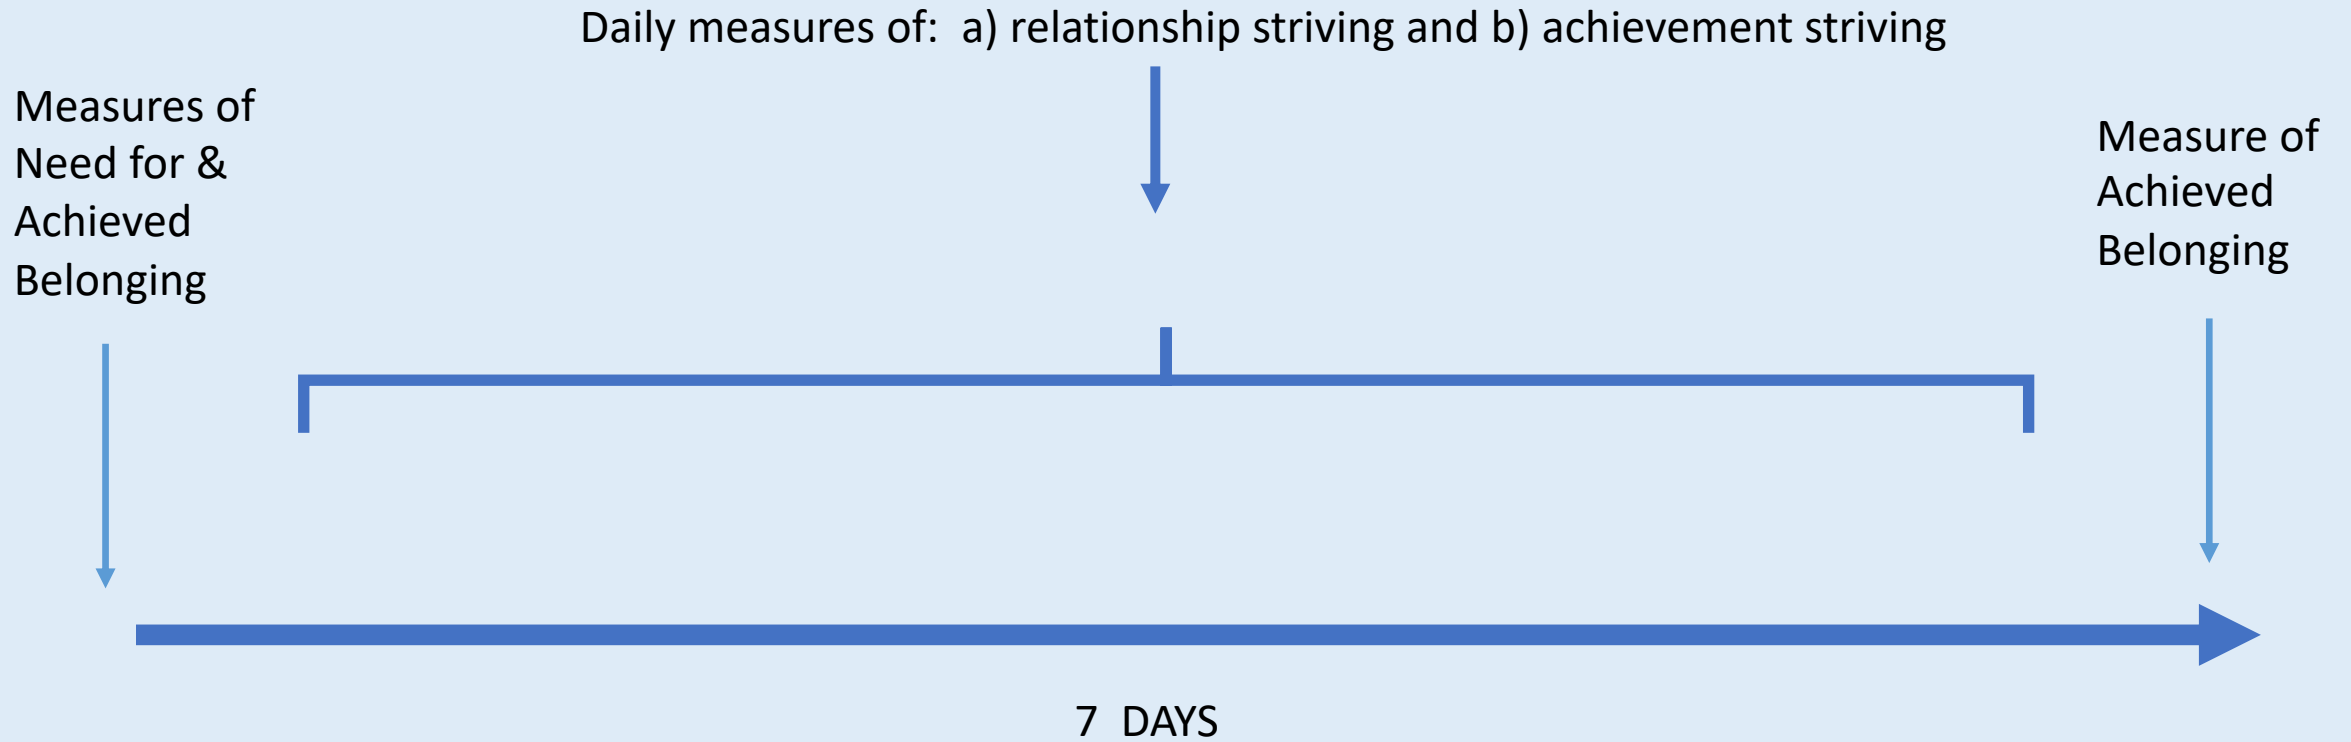 Daily measures of:  a) relationship striving and b) achievement striving
Measures of
Need for &
Achieved
Belonging
Measure of
Achieved
Belonging
7  DAYS